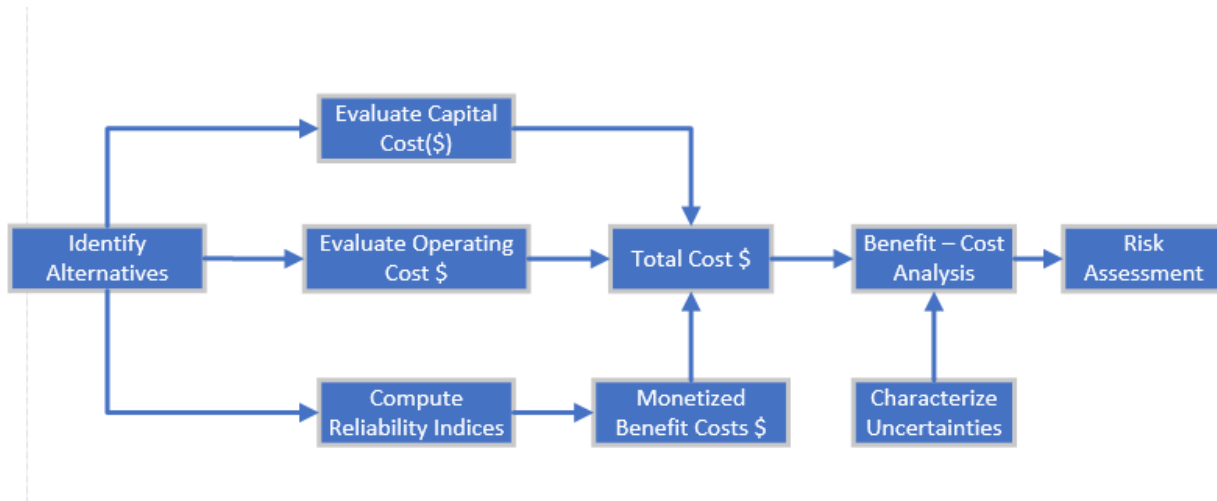 Evaluate Capital
Cost($)
Identify
Alternatives
Evaluate Operating
Cost $
Total Cost $
Benefit – Cost
Analysis
Risk
Assessment
Compute
Reliability Indices
Monetized
Benefit Costs $
Characterize
Uncertainties